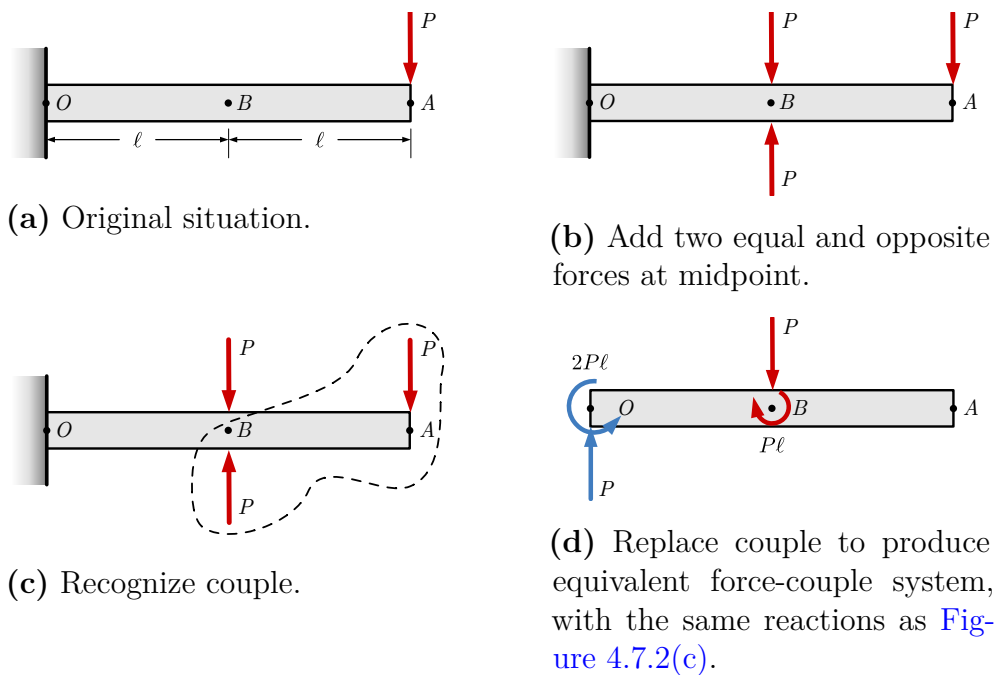 P
O
B
A
ℓ
ℓ
(a) Original situation.
P
P
O
B
A
P
(b) Add two equal and opposite
forces at midpoint.
P
P
O
B
A
P
(c) Recognize couple.
P
2Pℓ
O
B
A
Pℓ
P
(d) Replace couple to produce
equivalent force-couple system,
with the same reactions as Fig-
ure 4.7.2(c).